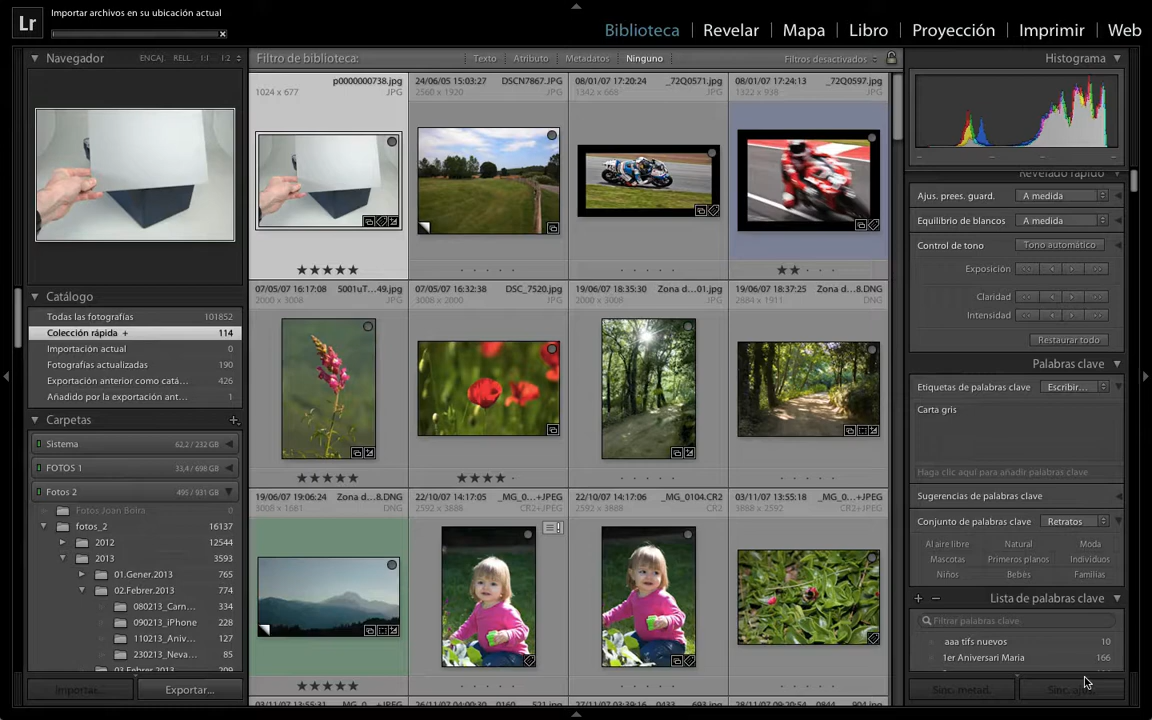 Lr
Importar archivos en su ubicación actual
Biblioteca | Revelar | Mapa | Libro | Proyección | Imprimir | Web
Navegador ENCAJ. RELL. 1:1 1:2
Catálogo
Todas las fotografías 101852
Colección rápida + 114
Importación actual 0
Fotografías actualizadas 190
Exportación anterior como catá... 426
Añadido por la exportación ant... 1
Carpetas
Sistema 62,2 / 232 GB
FOTOS 1 33,4 / 698 GB
Fotos 2 495 / 931 GB
Fotos Joan Boira 0
fotos_2 16137
2012 12544
2013 3593
01.Gener.2013 765
02.Febrer.2013 774
080213_Carn... 334
090213_iPhone 228
110213_Aniv... 127
230213_Neva... 85
Importar... Exportar...
Filtro de biblioteca: Texto | Atributo | Metadatos | Ninguno Filtros desactivados
p0000000738.jpg 24/06/05 15:03:27 DSCN7867.JPG 08/01/07 17:20:24 _72Q0571.jpg 08/01/07 17:24:13 _72Q0597.jpg
1024 x 677 JPG 2560 x 1920 JPG 1342 x 668 JPG 1322 x 938 JPG
07/05/07 16:17:08 5001uT...49.jpg 07/05/07 16:32:38 DSC_7520.jpg 19/06/07 18:35:30 Zona d...01.jpg 19/06/07 18:37:25 Zona d...8.DNG
2000 x 3008 JPG 3008 x 2000 JPG 2000 x 3008 JPG 2884 x 1911 DNG
19/06/07 19:06:24 Zona d...8.DNG 22/10/07 14:17:05 _MG_0...+JPEG 22/10/07 14:17:06 _MG_0104.CR2 03/11/07 13:55:18 _MG_0...+JPEG
3008 x 1681 DNG 2592 x 3888 CR2+JPEG 2592 x 3888 CR2 3888 x 2592 CR2+JPEG
Histograma
Revelado rápido
Ajus. prees. guard. A medida
Equilibrio de blancos A medida
Control de tono Tono automático
Exposición
Claridad
Intensidad
Restaurar todo
Palabras clave
Etiquetas de palabras clave Escribir...
Carta gris
Haga clic aquí para añadir palabras clave
Sugerencias de palabras clave
Conjunto de palabras clave Retratos
Al aire libre Natural Moda
Mascotas Primeros planos Individuos
Niños Bebés Familias
+ − Lista de palabras clave
Filtrar palabras clave
aaa tifs nuevos 10
1er Aniversari Maria 166
Sinc. metad.